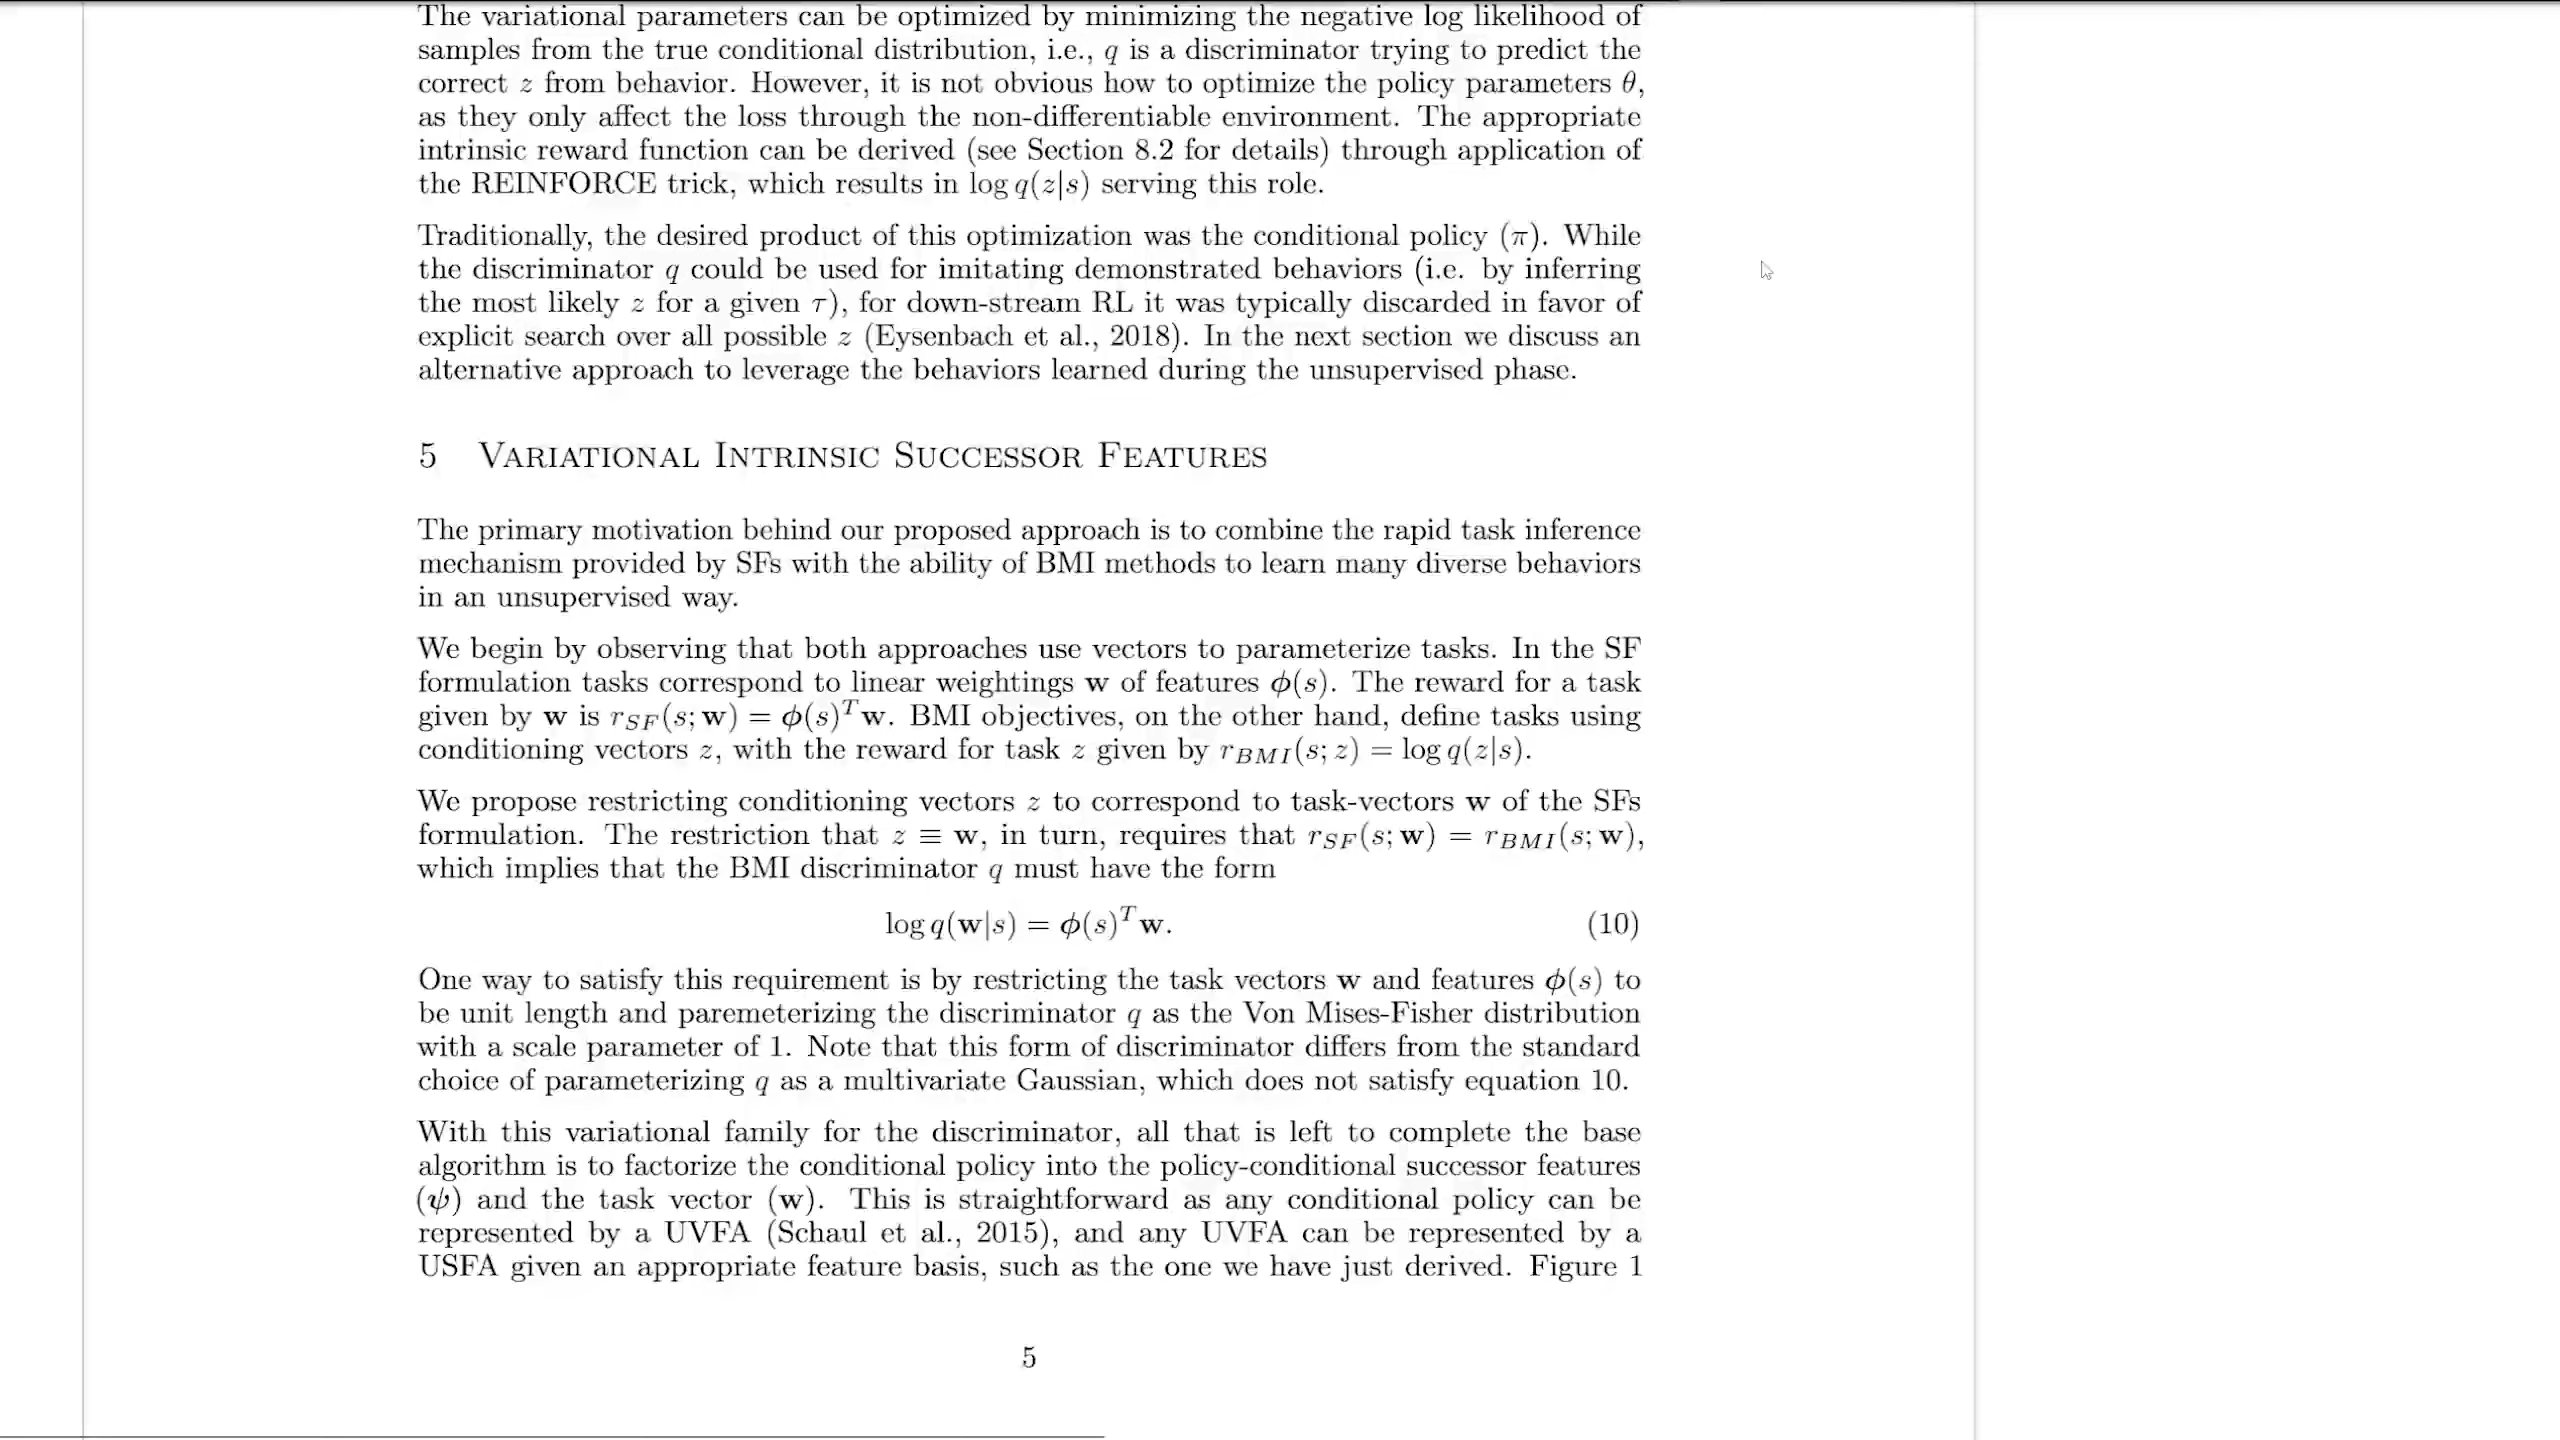 The variational parameters can be optimized by minimizing the negative log likelihood of
samples from the true conditional distribution, i.e., q is a discriminator trying to predict the
correct z from behavior. However, it is not obvious how to optimize the policy parameters θ,
as they only affect the loss through the non-differentiable environment. The appropriate
intrinsic reward function can be derived (see Section 8.2 for details) through application of
the REINFORCE trick, which results in log q(z|s) serving this role.
Traditionally, the desired product of this optimization was the conditional policy (π). While
the discriminator q could be used for imitating demonstrated behaviors (i.e. by inferring
the most likely z for a given τ), for down-stream RL it was typically discarded in favor of
explicit search over all possible z (Eysenbach et al., 2018). In the next section we discuss an
alternative approach to leverage the behaviors learned during the unsupervised phase.
5 Variational Intrinsic Successor Features
The primary motivation behind our proposed approach is to combine the rapid task inference
mechanism provided by SFs with the ability of BMI methods to learn many diverse behaviors
in an unsupervised way.
We begin by observing that both approaches use vectors to parameterize tasks. In the SF
formulation tasks correspond to linear weightings w of features ϕ(s). The reward for a task
given by w is r_SF(s; w) = ϕ(s)^T w. BMI objectives, on the other hand, define tasks using
conditioning vectors z, with the reward for task z given by r_BMI(s; z) = log q(z|s).
We propose restricting conditioning vectors z to correspond to task-vectors w of the SFs
formulation. The restriction that z ≡ w, in turn, requires that r_SF(s; w) = r_BMI(s; w),
which implies that the BMI discriminator q must have the form
log q(w|s) = ϕ(s)^T w. (10)
One way to satisfy this requirement is by restricting the task vectors w and features ϕ(s) to
be unit length and paremeterizing the discriminator q as the Von Mises-Fisher distribution
with a scale parameter of 1. Note that this form of discriminator differs from the standard
choice of parameterizing q as a multivariate Gaussian, which does not satisfy equation 10.
With this variational family for the discriminator, all that is left to complete the base
algorithm is to factorize the conditional policy into the policy-conditional successor features
(ψ) and the task vector (w). This is straightforward as any conditional policy can be
represented by a UVFA (Schaul et al., 2015), and any UVFA can be represented by a
USFA given an appropriate feature basis, such as the one we have just derived. Figure 1
5